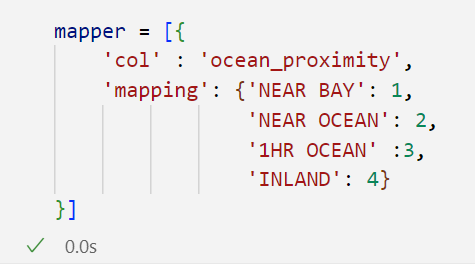 mapper = [{
    'col' : 'ocean_proximity',
    'mapping': {'NEAR BAY': 1,
                'NEAR OCEAN': 2,
                '1HR OCEAN' :3,
                'INLAND': 4}
}]
0.0s